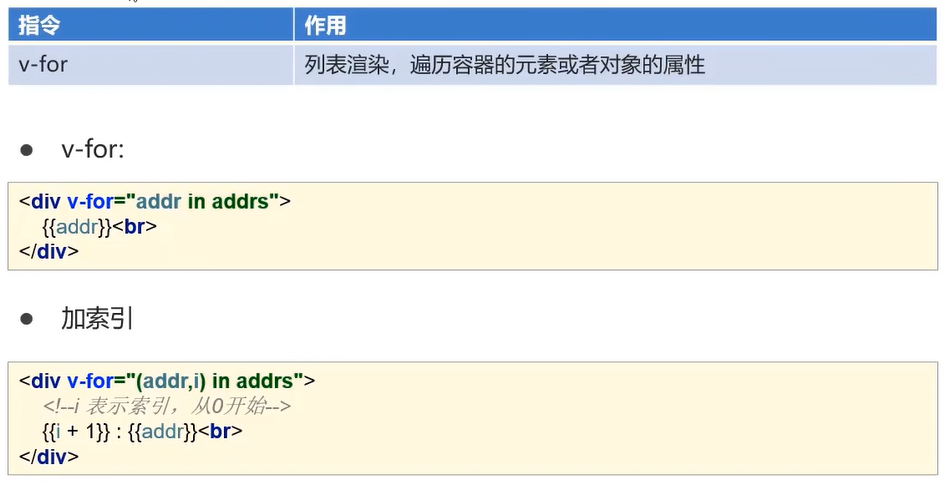 指令 作用
v-for 列表渲染，遍历容器的元素或者对象的属性
● v-for:
<div v-for="addr in addrs">
{{addr}}<br>
</div>
● 加索引
<div v-for="(addr,i) in addrs">
<!--i 表示索引，从0开始-->
{{i + 1}} : {{addr}}<br>
</div>